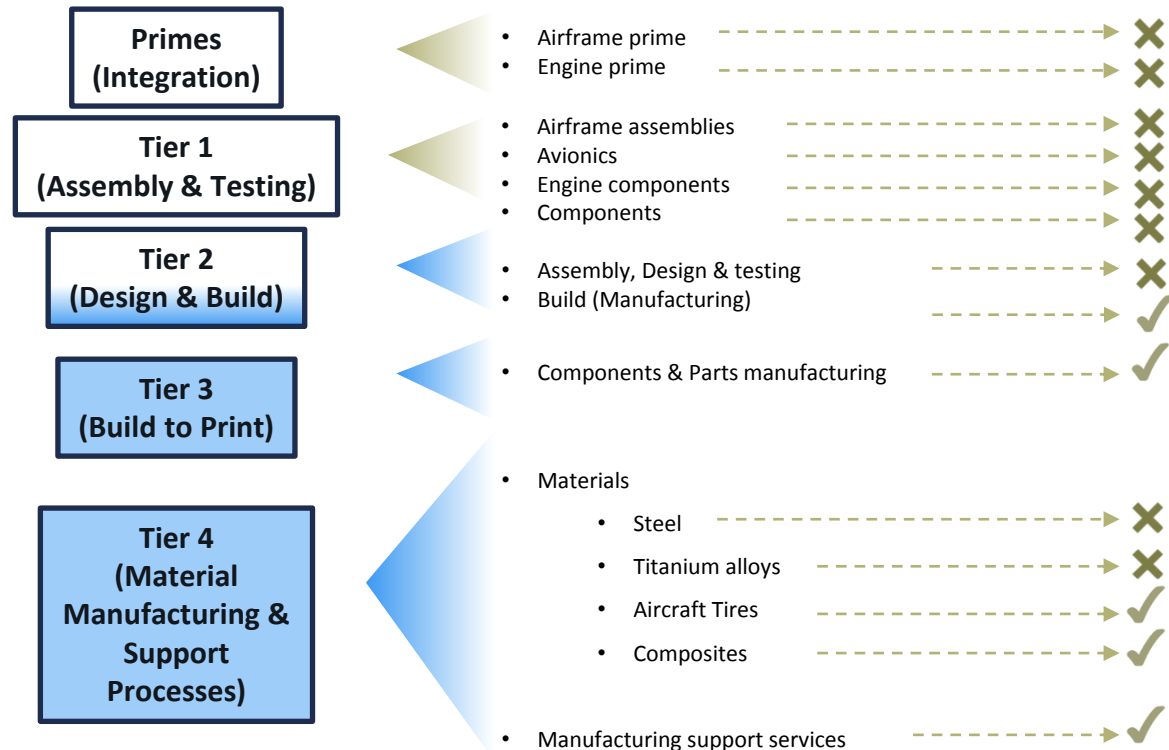 Primes
(Integration)
• Airframe prime
• Engine prime
Tier 1
(Assembly & Testing)
• Airframe assemblies
• Avionics
• Engine components
• Components
Tier 2
(Design & Build)
• Assembly, Design & testing
• Build (Manufacturing)
Tier 3
(Build to Print)
• Components & Parts manufacturing
Tier 4
(Material
Manufacturing &
Support
Processes)
• Materials
• Steel
• Titanium alloys
• Aircraft Tires
• Composites
• Manufacturing support services